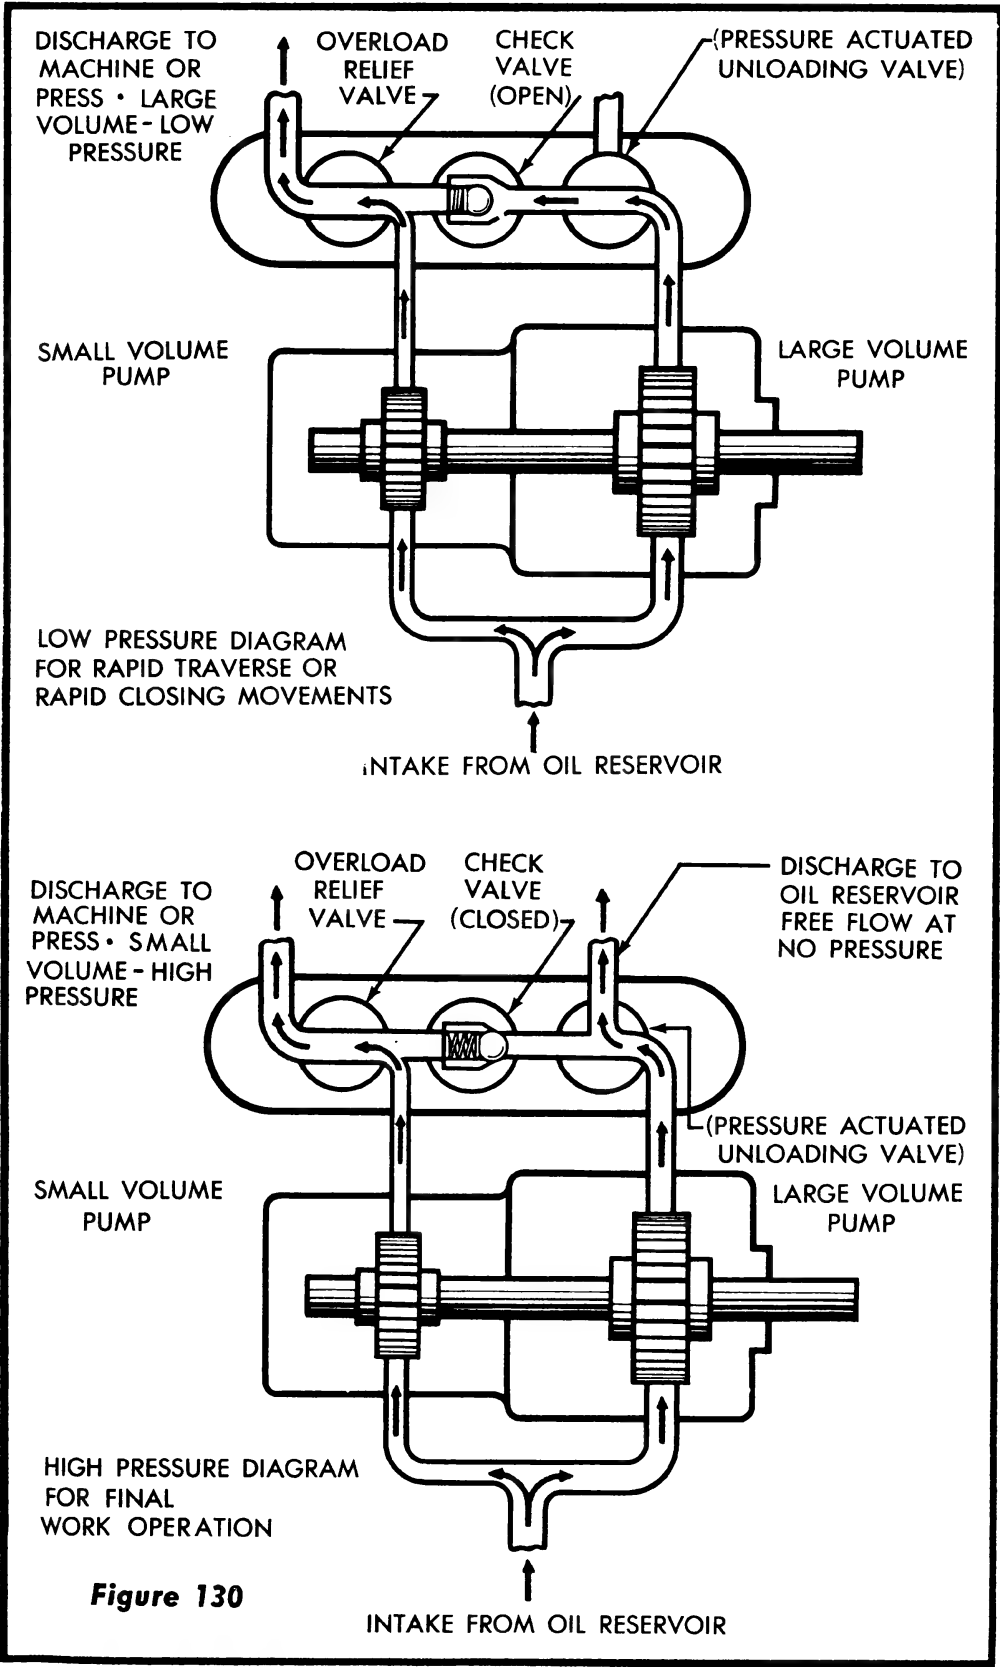 DISCHARGE TO
MACHINE OR
PRESS • LARGE
VOLUME - LOW
PRESSURE
OVERLOAD
RELIEF
VALVE
CHECK
VALVE
(OPEN)
(PRESSURE ACTUATED
UNLOADING VALVE)
SMALL VOLUME
PUMP
LARGE VOLUME
PUMP
LOW PRESSURE DIAGRAM
FOR RAPID TRAVERSE OR
RAPID CLOSING MOVEMENTS
INTAKE FROM OIL RESERVOIR
DISCHARGE TO
MACHINE OR
PRESS • SMALL
VOLUME - HIGH
PRESSURE
OVERLOAD
RELIEF
VALVE
CHECK
VALVE
(CLOSED)
DISCHARGE TO
OIL RESERVOIR
FREE FLOW AT
NO PRESSURE
(PRESSURE ACTUATED
UNLOADING VALVE)
SMALL VOLUME
PUMP
LARGE VOLUME
PUMP
HIGH PRESSURE DIAGRAM
FOR FINAL
WORK OPERATION
Figure 130
INTAKE FROM OIL RESERVOIR